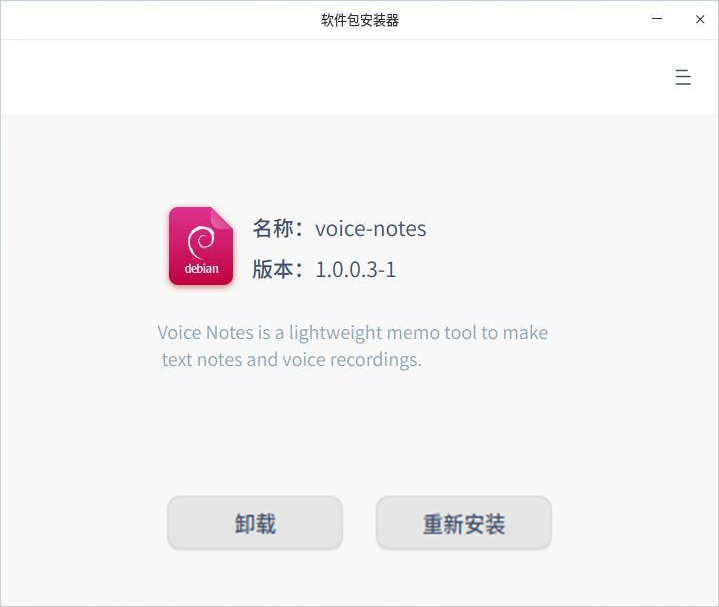 软件包安装器
debian
名称：voice-notes
版本：1.0.0.3-1
Voice Notes is a lightweight memo tool to make
text notes and voice recordings.
卸载
重新安装